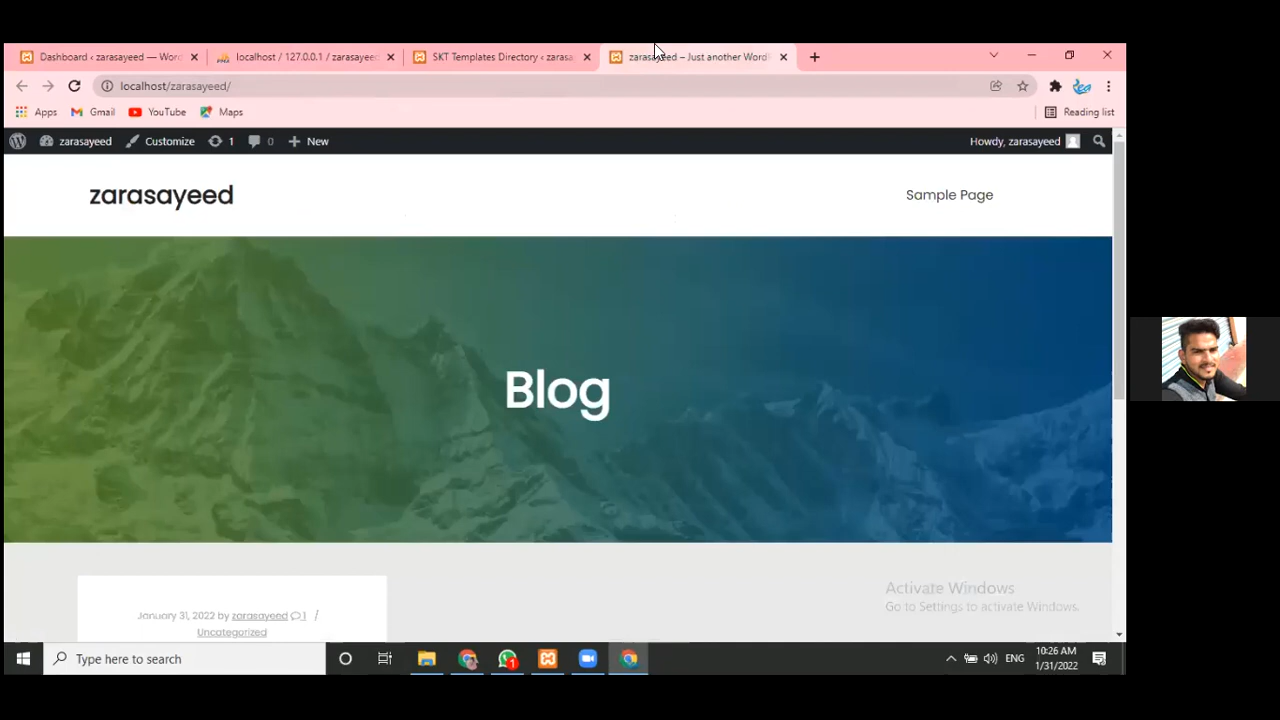 Dashboard ‹ zarasayeed — Word
localhost / 127.0.0.1 / zarasayeed
SKT Templates Directory ‹ zarasa
zarasayeed – Just another Word
localhost/zarasayeed/
Apps Gmail YouTube Maps Reading list
zarasayeed Customize 1 0 New Howdy, zarasayeed
zarasayeed Sample Page
Blog
January 31, 2022 by zarasayeed 1 /
Uncategorized
Activate Windows
Go to Settings to activate Windows.
Type here to search
1
ENG
10:26 AM
1/31/2022